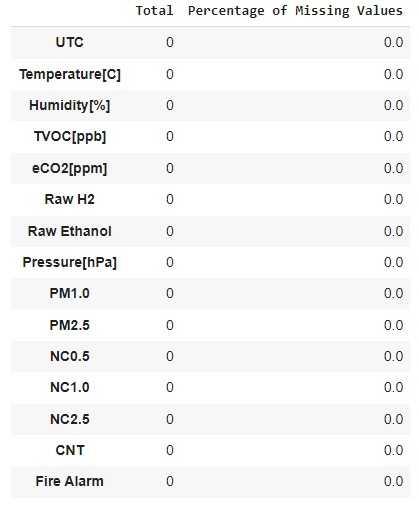 Total Percentage of Missing Values
UTC 0 0.0
Temperature[C] 0 0.0
Humidity[%] 0 0.0
TVOC[ppb] 0 0.0
eCO2[ppm] 0 0.0
Raw H2 0 0.0
Raw Ethanol 0 0.0
Pressure[hPa] 0 0.0
PM1.0 0 0.0
PM2.5 0 0.0
NC0.5 0 0.0
NC1.0 0 0.0
NC2.5 0 0.0
CNT 0 0.0
Fire Alarm 0 0.0